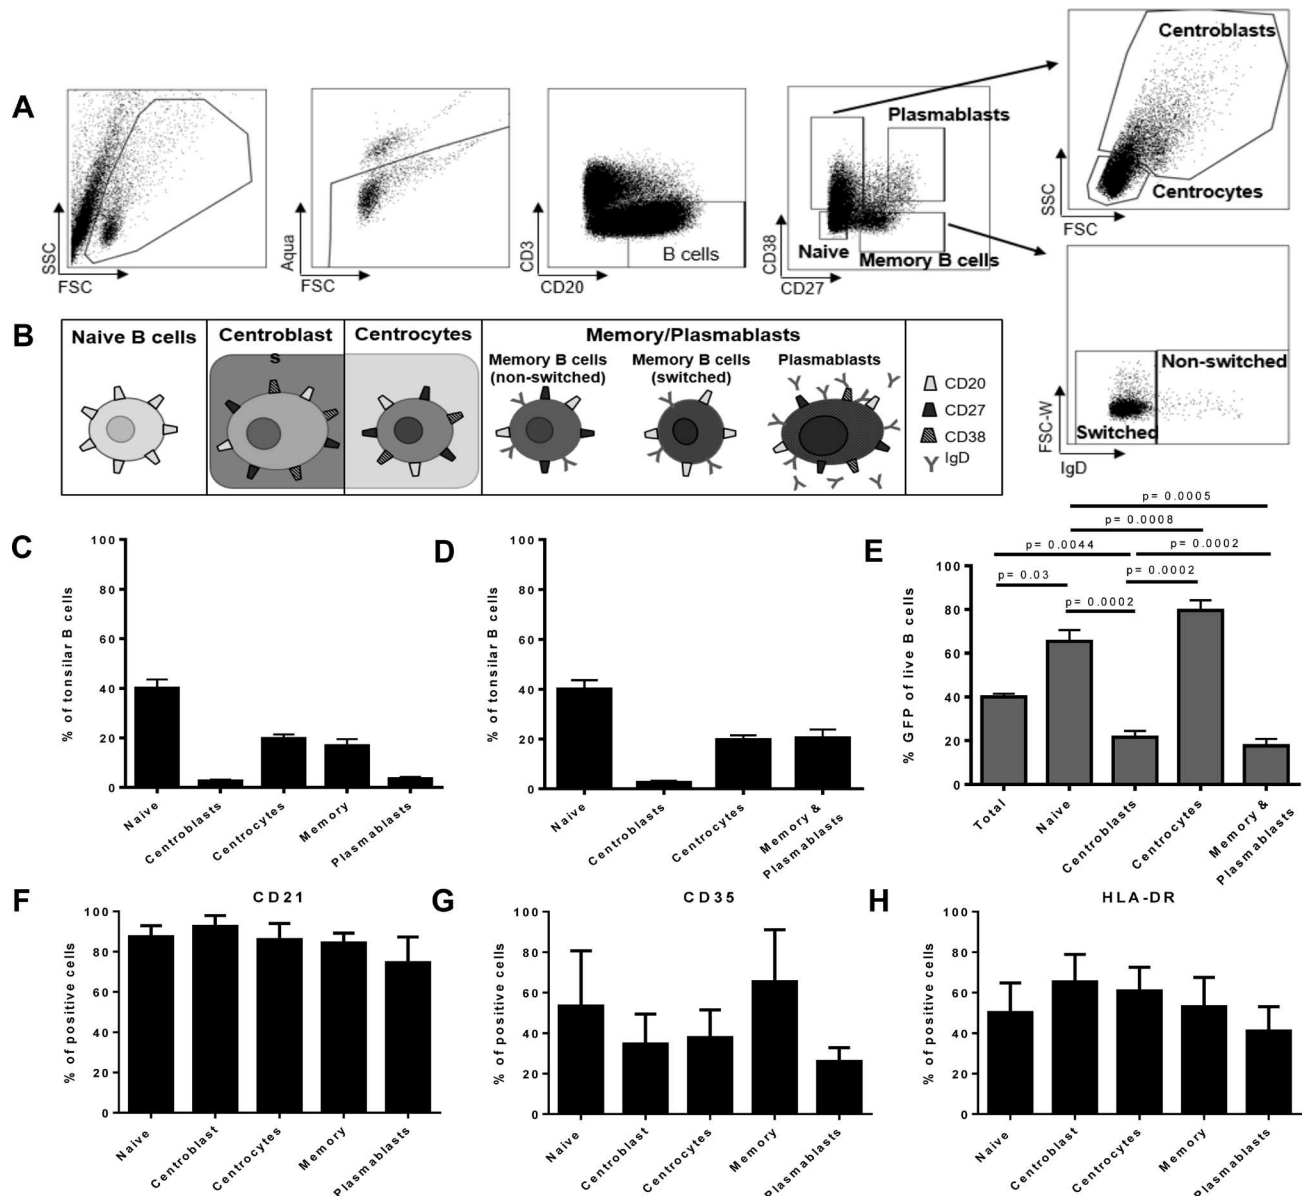 A
SSC
FSC
Aqua
FSC
CD3
CD20
B cells
CD38
CD27
Plasmablasts
Naive
Memory B cells
Centroblasts
Centrocytes
SSC
FSC
Non-switched
Switched
FSC-W
IgD
B
Naive B cells
Centroblast
s
Centrocytes
Memory/Plasmablasts
Memory B cells
(non-switched)
Memory B cells
(switched)
Plasmablasts
CD20
CD27
CD38
IgD
C
% of tonsilar B cells
100
80
60
40
20
0
Naive
Centroblasts
Centrocytes
Memory
Plasmablasts
D
% of tonsilar B cells
100
80
60
40
20
0
Naive
Centroblasts
Centrocytes
Memory &
Plasmablasts
E
p= 0.0005
p= 0.0008
p= 0.0044
p= 0.0002
p= 0.03
p= 0.0002
p= 0.0002
% GFP of live B cells
100
80
60
40
20
0
Total
Naive
Centroblasts
Centrocytes
Memory &
Plasmablasts
F
CD21
% of positive cells
100
80
60
40
20
0
Naive
Centroblast
Centrocytes
Memory
Plasmablasts
G
CD35
% of positive cells
100
80
60
40
20
0
Naive
Centroblast
Centrocytes
Memory
Plasmablasts
H
HLA-DR
% of positive cells
100
80
60
40
20
0
Naive
Centroblast
Centrocytes
Memory
Plasmablasts